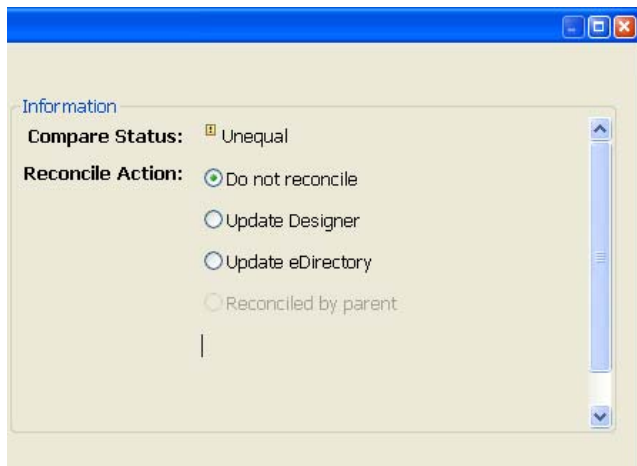 Information
Compare Status: Unequal
Reconcile Action: Do not reconcile
Update Designer
Update eDirectory
Reconciled by parent